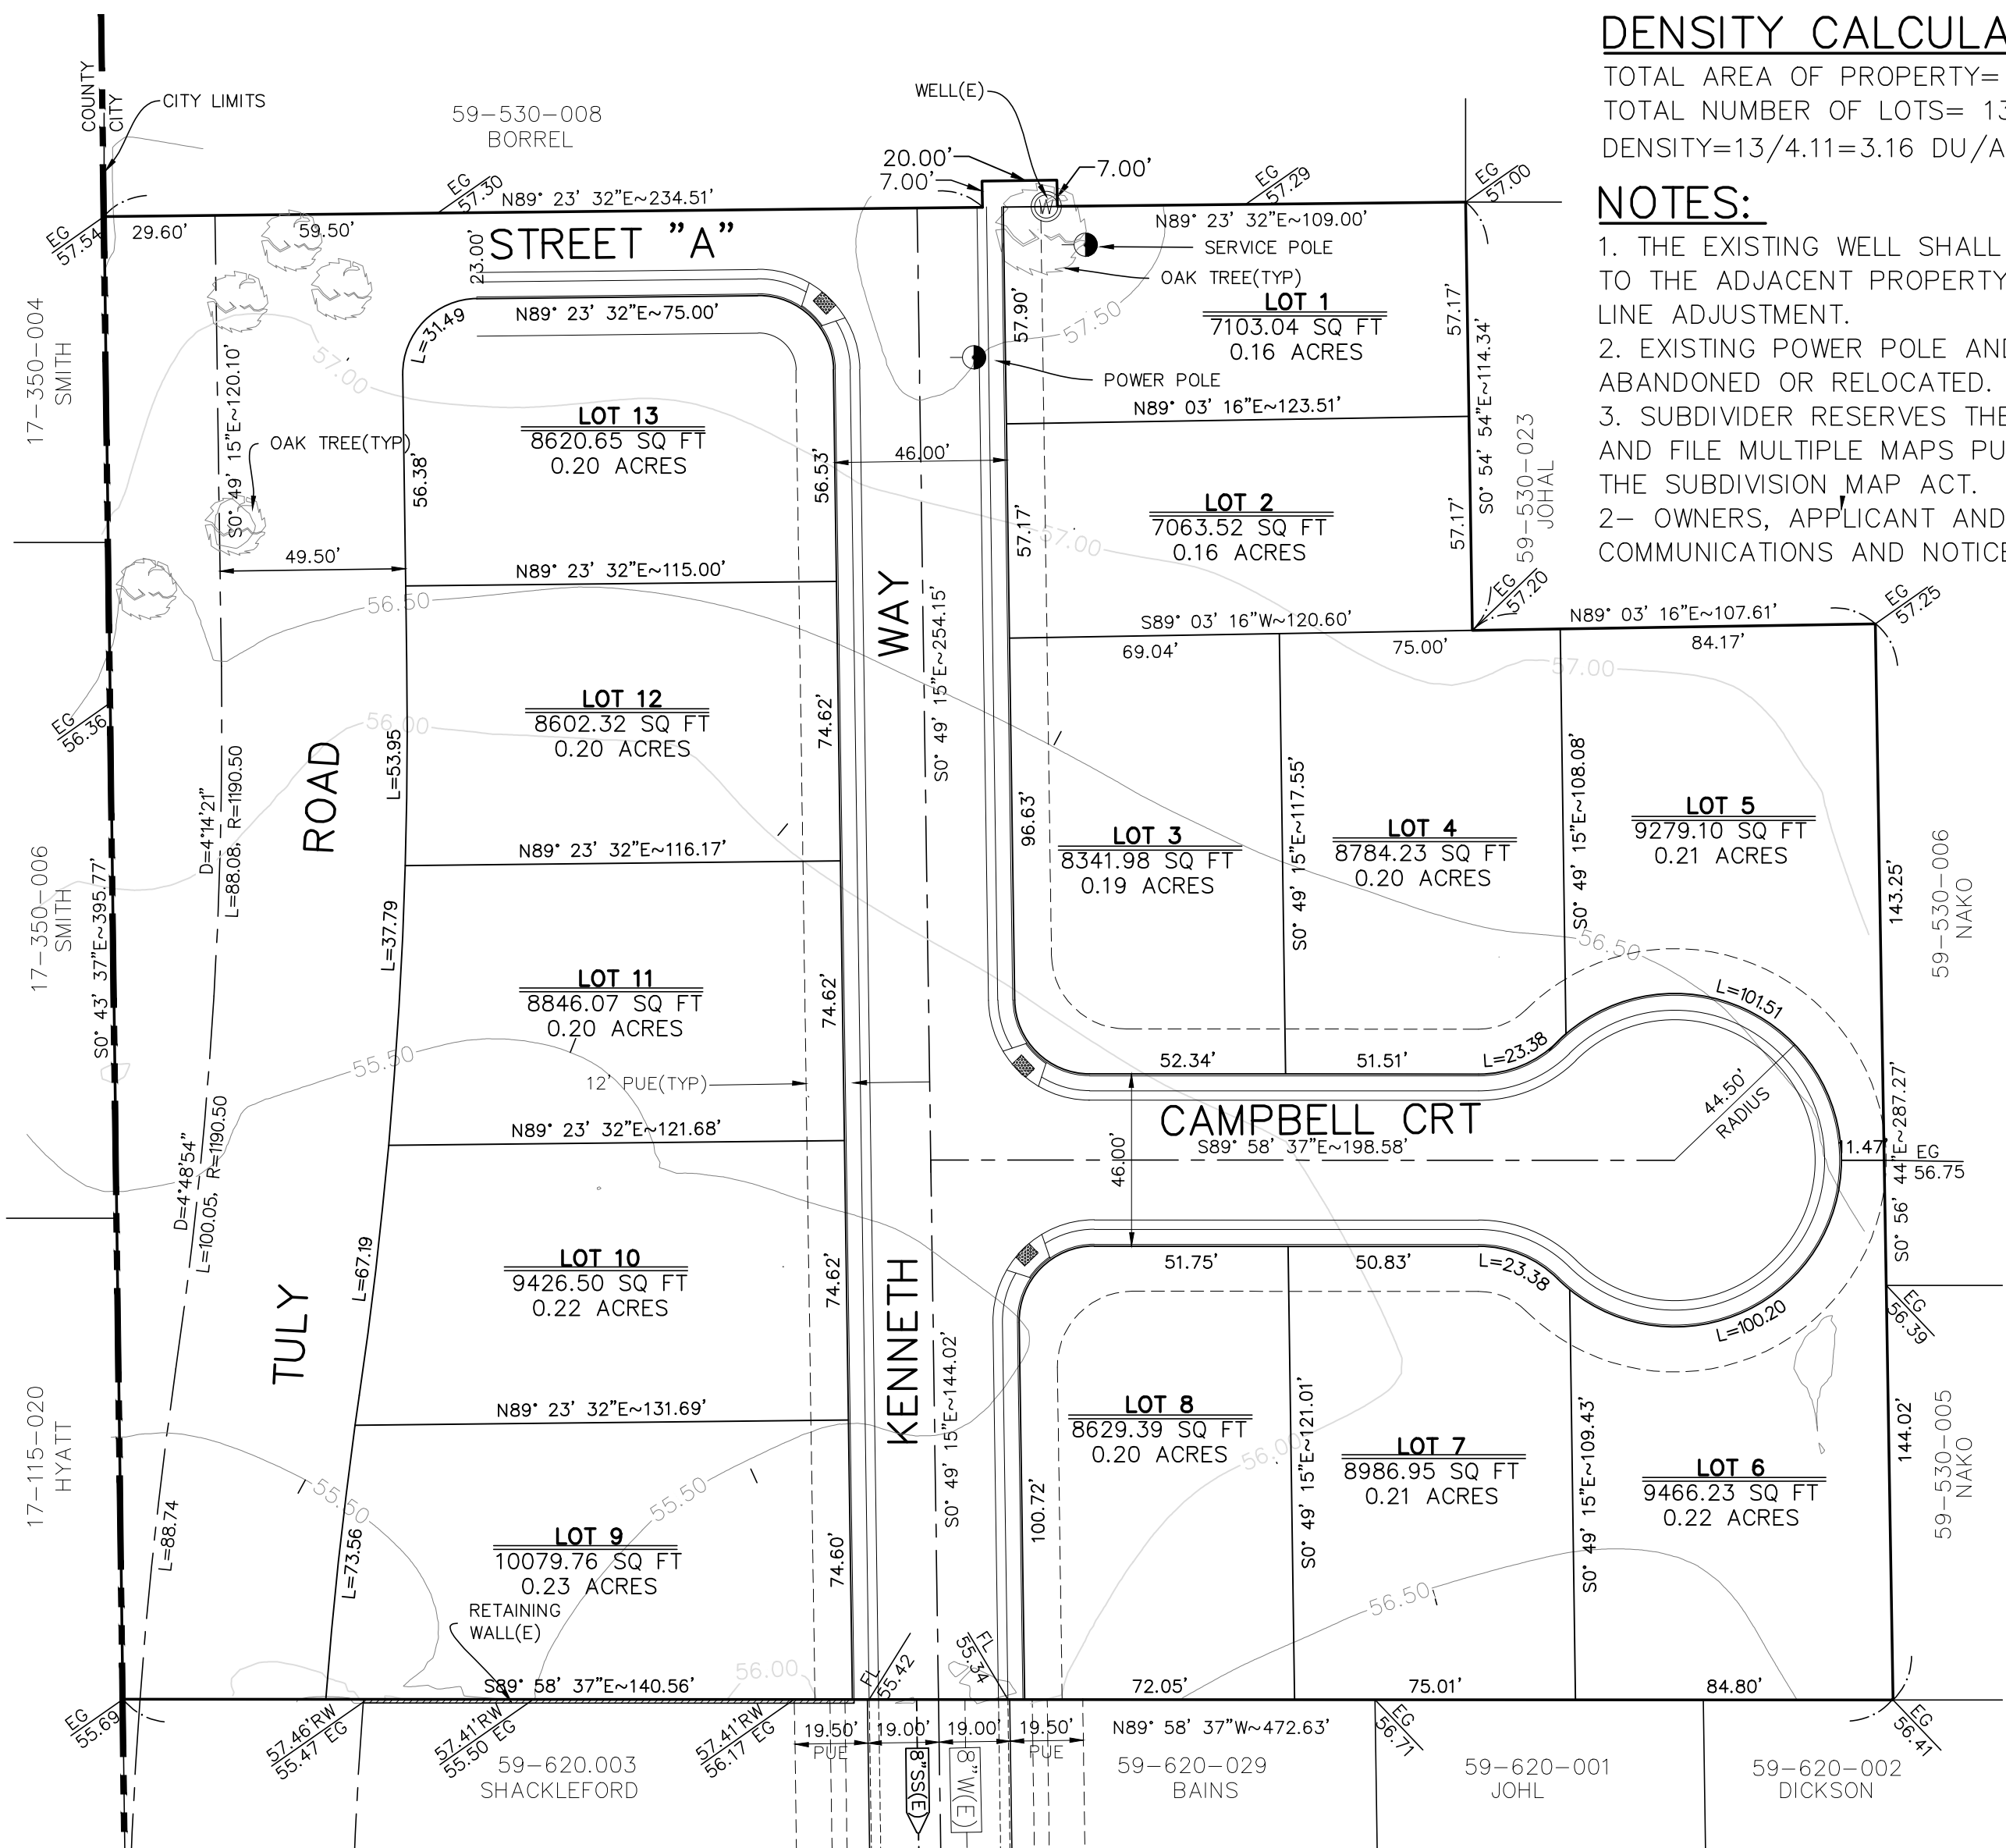 DENSITY CALCULA
TOTAL AREA OF PROPERTY=
TOTAL NUMBER OF LOTS= 13
DENSITY=13/4.11=3.16 DU/A
NOTES:
1. THE EXISTING WELL SHALL
TO THE ADJACENT PROPERTY
LINE ADJUSTMENT.
2. EXISTING POWER POLE AND
ABANDONED OR RELOCATED.
3. SUBDIVIDER RESERVES THE
AND FILE MULTIPLE MAPS PU
THE SUBDIVISION MAP ACT.
2- OWNERS, APPLICANT AND
COMMUNICATIONS AND NOTICE
COUNTY
CITY
CITY LIMITS
59-530-008
BORREL
WELL(E)
20.00'
7.00'
7.00'
EG
57.30
N89° 23' 32"E~234.51'
EG
57.29
EG
57.00
N89° 23' 32"E~109.00'
EG
57.54
29.60'
59.50'
23.00'
STREET "A"
SERVICE POLE
OAK TREE(TYP)
LOT 1
7103.04 SQ FT
0.16 ACRES
57.90'
57.17'
57.50
POWER POLE
S0° 54' 54"E~114.34'
17-350-004
SMITH
57.00
S0° 49' 15"E~120.10'
L=31.49
N89° 23' 32"E~75.00'
N89° 03' 16"E~123.51'
LOT 13
8620.65 SQ FT
0.20 ACRES
OAK TREE(TYP)
56.38'
56.53'
46.00'
LOT 2
7063.52 SQ FT
0.16 ACRES
57.17'
57.00
57.17'
59-530-023
JOHAL
49.50'
N89° 23' 32"E~115.00'
56.50
EG
57.20
EG
57.25
S89° 03' 16"W~120.60'
N89° 03' 16"E~107.61'
69.04'
75.00'
84.17'
57.00
WAY
S0° 49' 15"E~254.15'
LOT 12
8602.32 SQ FT
0.20 ACRES
56.00
74.62'
L=53.95
EG
56.36
ROAD
D=4°14'21"
L=88.08, R=1190.50
N89° 23' 32"E~116.17'
96.63'
LOT 3
8341.98 SQ FT
0.19 ACRES
S0° 49' 15"E~117.55'
LOT 4
8784.23 SQ FT
0.20 ACRES
S0° 49' 15"E~108.08'
LOT 5
9279.10 SQ FT
0.21 ACRES
143.25'
59-530-006
NAKO
17-350-006
SMITH
S0° 43' 37"E~395.77'
L=37.79
LOT 11
8846.07 SQ FT
0.20 ACRES
74.62'
56.50
L=101.51
55.50
12' PUE(TYP)
52.34'
51.51'
L=23.38
44.50'
RADIUS
CAMPBELL CRT
S89° 58' 37"E~198.58'
46.00'
11.47'
EG
56.75
S0° 56' 44"E~287.27'
N89° 23' 32"E~121.68'
D=4°48'54"
L=100.05, R=1190.50
LOT 10
9426.50 SQ FT
0.22 ACRES
L=67.19
74.62'
51.75'
50.83'
L=23.38
L=100.20
EG
56.39
TULY
KENNETH
S0° 49' 15"E~144.02'
17-115-020
HYATT
N89° 23' 32"E~131.69'
LOT 8
8629.39 SQ FT
0.20 ACRES
100.72'
56.00
S0° 49' 15"E~121.01'
LOT 7
8986.95 SQ FT
0.21 ACRES
S0° 49' 15"E~109.43'
LOT 6
9466.23 SQ FT
0.22 ACRES
144.02'
59-530-005
NAKO
55.50
55.50
L=88.74
L=73.56
LOT 9
10079.76 SQ FT
0.23 ACRES
74.60'
RETAINING
WALL(E)
56.50
56.00
S89° 58' 37"E~140.56'
FL
55.42
FL
55.34
72.05'
75.01'
84.80'
EG
55.69
57.46'RW
55.47 EG
57.41'RW
55.50 EG
57.41'RW
56.17 EG
19.50'
PUE
19.00'
19.00'
19.50'
PUE
N89° 58' 37"W~472.63'
EG
56.71
EG
56.41
8"SS(E)
8"W(E)
59-620.003
SHACKLEFORD
59-620-029
BAINS
59-620-001
JOHL
59-620-002
DICKSON
W